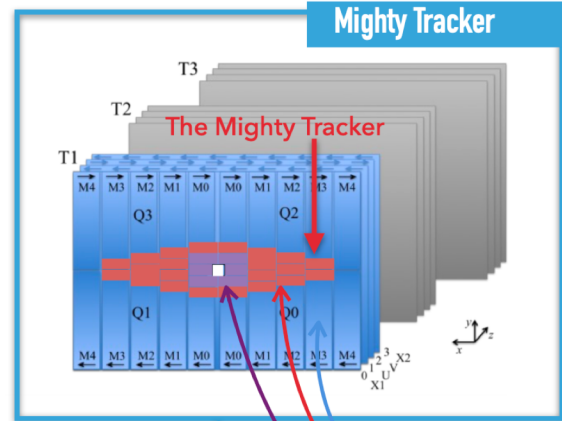 Mighty Tracker
T3
T2
The Mighty Tracker
T1
M4 M3 M2 M1 M0 M0 M1 M2 M3 M4
Q3 Q2
Q1 Q0
y
z
x
M4 M3 M2 M1 M0 M0 M1 M2 M3 M4
0 1 2 3
X1 U V X2